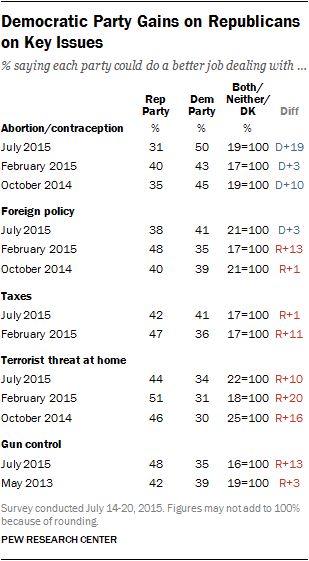 Democratic Party Gains on Republicans
on Key Issues
% saying each party could do a better job dealing with ...
Rep Party Dem Party Both/ Neither/ DK Diff
Abortion/contraception % % %
July 2015 31 50 19=100 D+19
February 2015 40 43 17=100 D+3
October 2014 35 45 19=100 D+10
Foreign policy
July 2015 38 41 21=100 D+3
February 2015 48 35 17=100 R+13
October 2014 40 39 21=100 R+1
Taxes
July 2015 42 41 17=100 R+1
February 2015 47 36 17=100 R+11
Terrorist threat at home
July 2015 44 34 22=100 R+10
February 2015 51 31 18=100 R+20
October 2014 46 30 25=100 R+16
Gun control
July 2015 48 35 16=100 R+13
May 2013 42 39 19=100 R+3
Survey conducted July 14-20, 2015. Figures may not add to 100%
because of rounding.
PEW RESEARCH CENTER